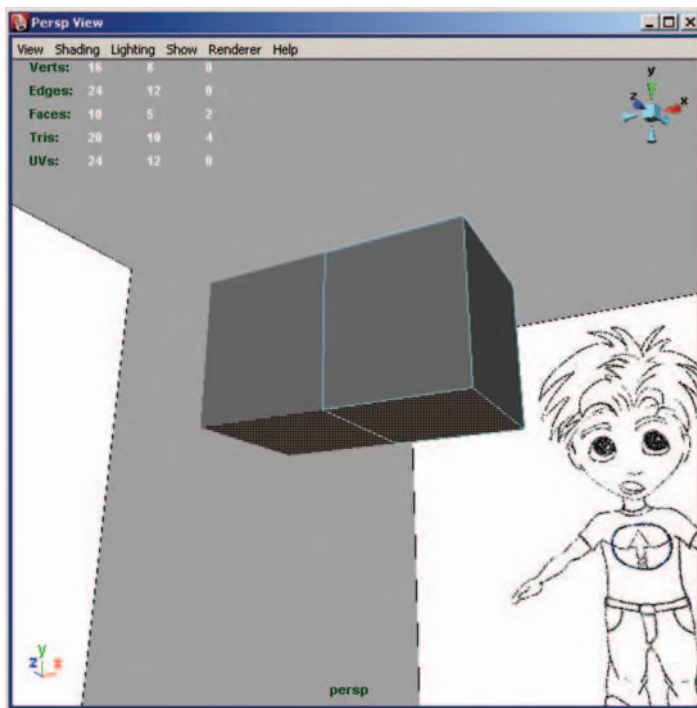 Persp View
View Shading Lighting Show Renderer Help
Verts: 16 8 0
Edges: 24 12 0
Faces: 10 5 2
Tris: 20 10 4
UVs: 24 12 0
y
z x
y
z x
persp